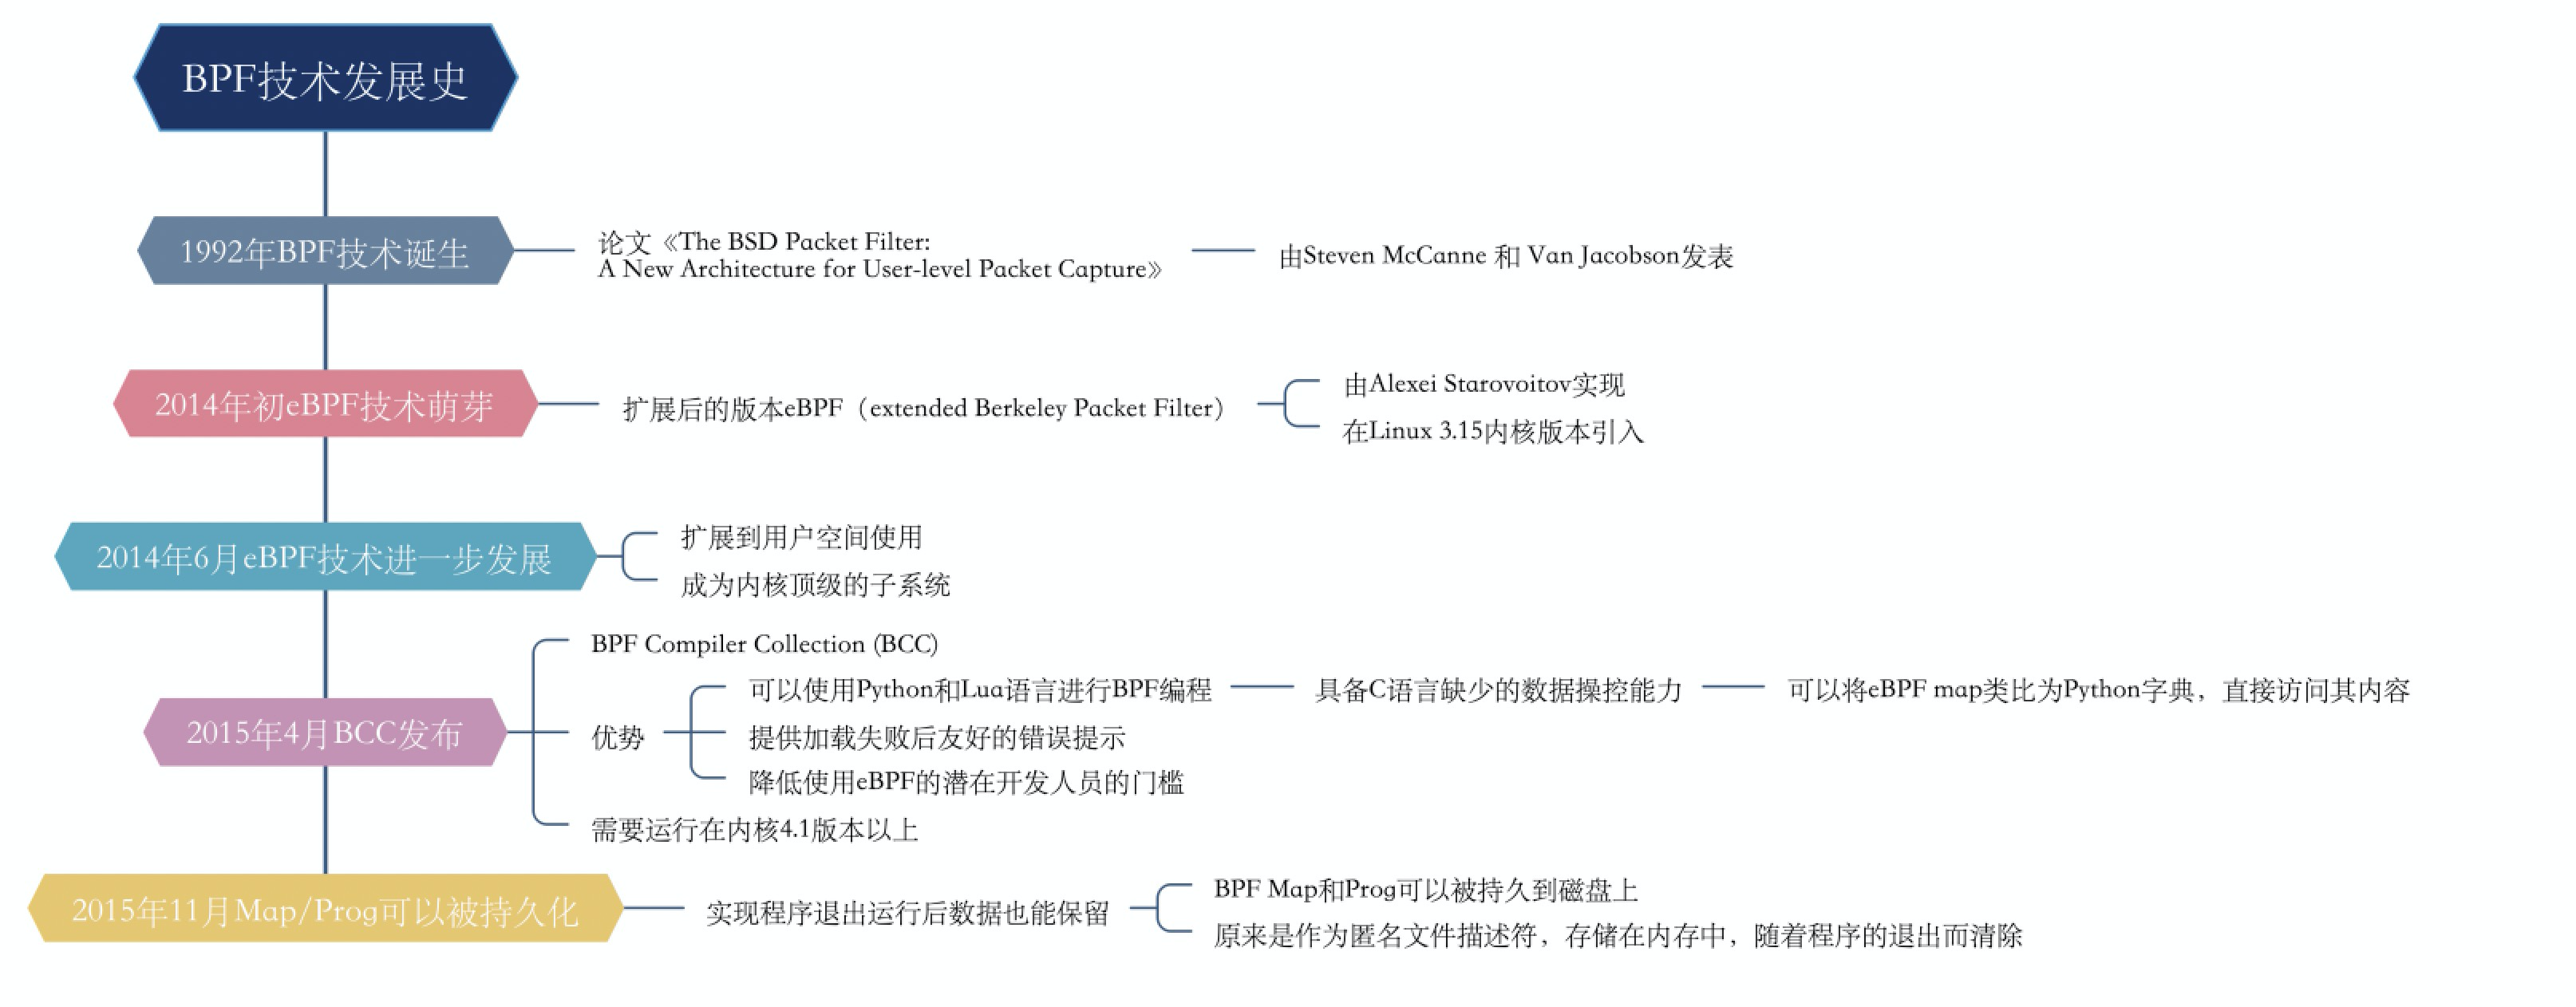 BPF技术发展史
1992年BPF技术诞生
论文《The BSD Packet Filter:
A New Architecture for User-level Packet Capture》
由Steven McCanne 和 Van Jacobson发表
2014年初eBPF技术萌芽
扩展后的版本eBPF（extended Berkeley Packet Filter）
由Alexei Starovoitov实现
在Linux 3.15内核版本引入
2014年6月eBPF技术进一步发展
扩展到用户空间使用
成为内核顶级的子系统
2015年4月BCC发布
BPF Compiler Collection (BCC)
优势
可以使用Python和Lua语言进行BPF编程
具备C语言缺少的数据操控能力
可以将eBPF map类比为Python字典，直接访问其内容
提供加载失败后友好的错误提示
降低使用eBPF的潜在开发人员的门槛
需要运行在内核4.1版本以上
2015年11月Map/Prog可以被持久化
实现程序退出运行后数据也能保留
BPF Map和Prog可以被持久到磁盘上
原来是作为匿名文件描述符，存储在内存中，随着程序的退出而清除